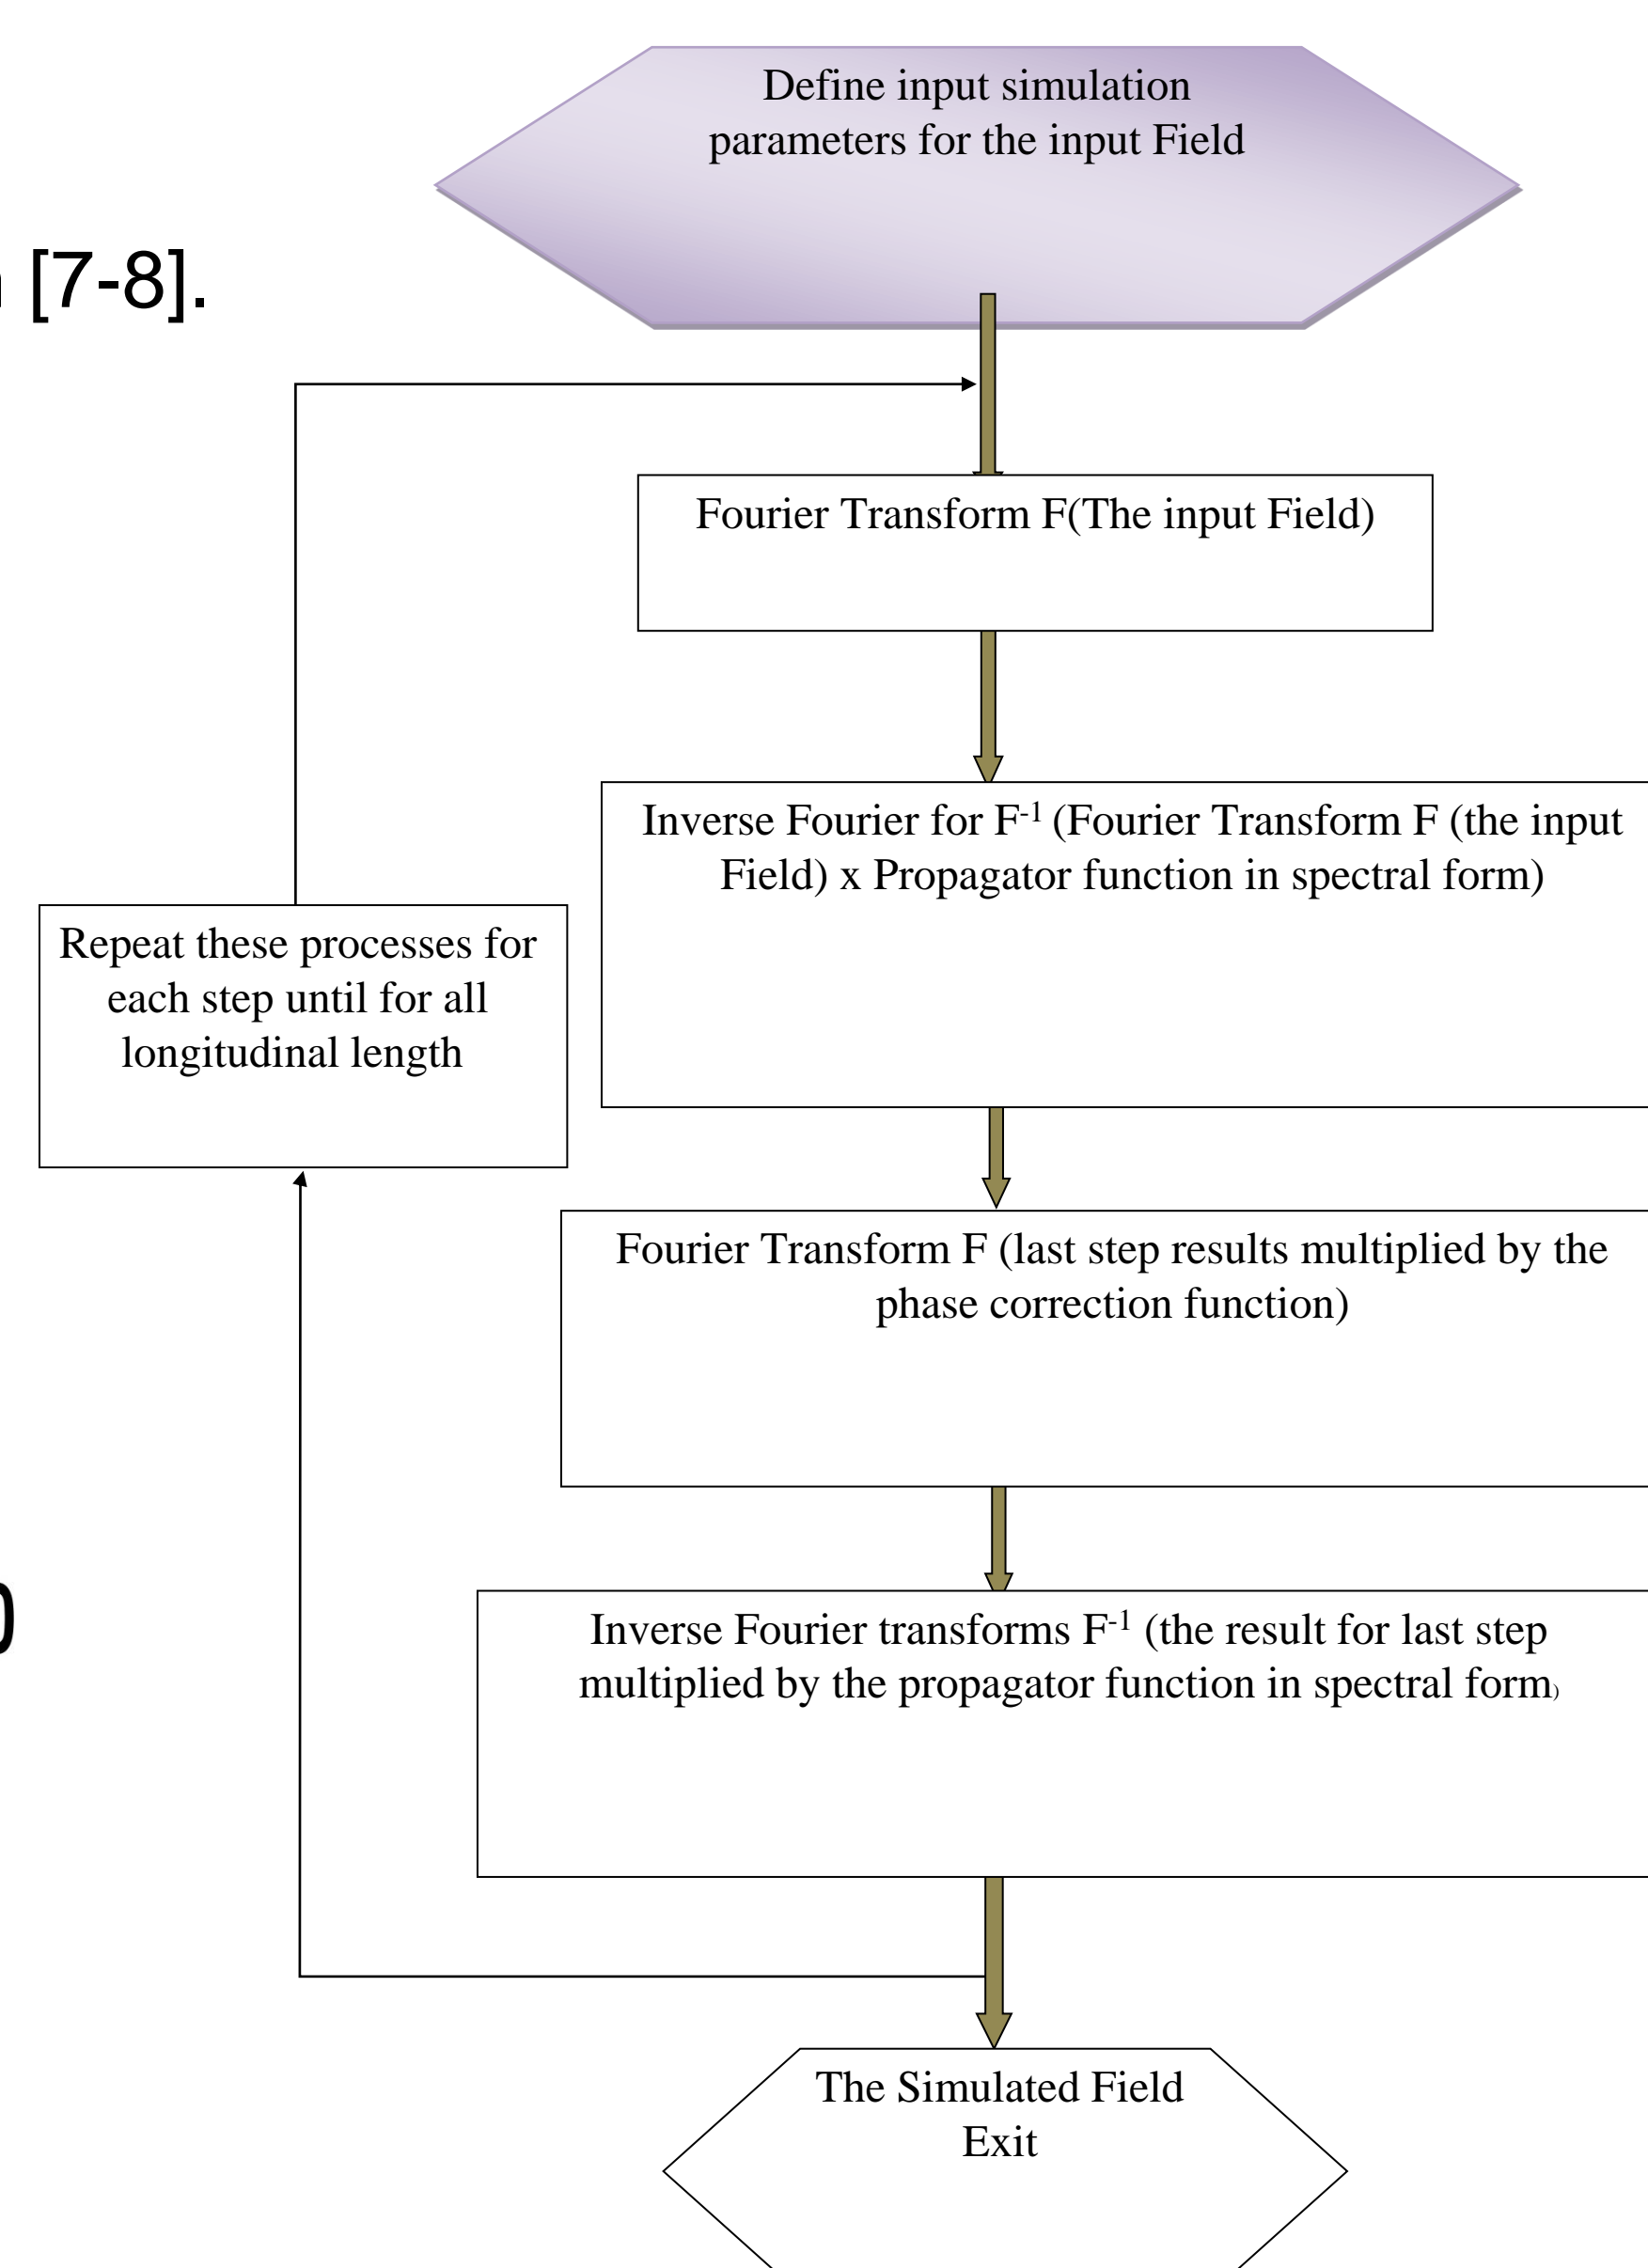 Define input simulation
parameters for the input Field
[7-8].
Fourier Transform F(The input Field)
Inverse Fourier for F⁻¹ (Fourier Transform F (the input
Field) x Propagator function in spectral form)
Repeat these processes for
each step until for all
longitudinal length
Fourier Transform F (last step results multiplied by the
phase correction function)
Inverse Fourier transforms F⁻¹ (the result for last step
multiplied by the propagator function in spectral form)
The Simulated Field
Exit